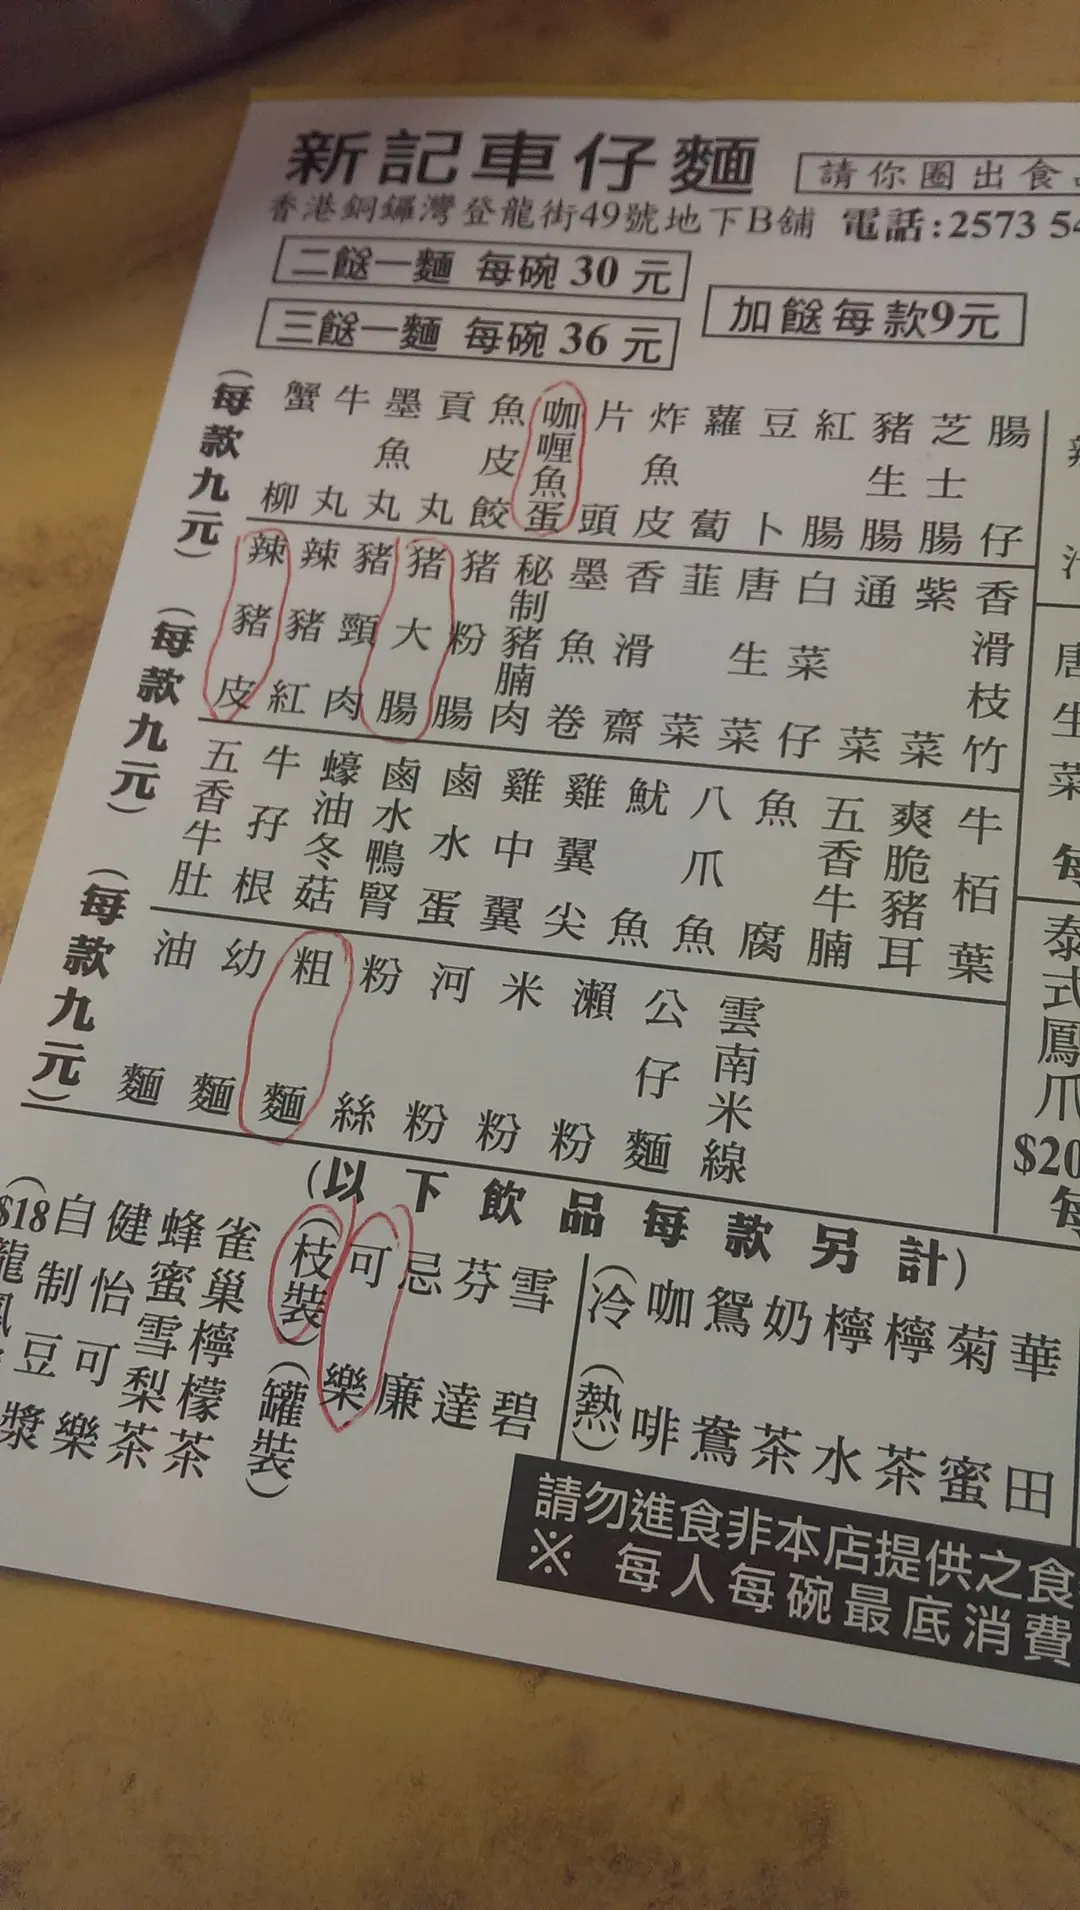 新記車仔麵
請你圈出食
香港銅鑼灣登龍街49號地下B舖 電話:2573 54
二餸一麵 每碗 30 元
三餸一麵 每碗 36 元
加餸每款9元
(每款九元)
蟹柳
牛丸
墨魚丸
貢丸
魚皮餃
咖喱魚蛋
片頭
炸魚皮
蘿蔔
豆卜
紅腸
豬生腸
芝士腸
腸仔
(每款九元)
辣豬皮
辣豬紅
豬頸肉
猪大腸
猪粉腸
秘制豬腩肉
墨魚卷
香滑齋
韮菜
唐生菜
白菜仔
通菜
紫菜
香滑枝竹
(每款九元)
五香牛肚
牛孖根
蠔油冬菇
鹵水鴨腎
鹵水蛋
雞中翼
雞翼尖
魷魚
八爪魚
魚腐
五香牛腩
爽脆豬耳
牛栢葉
油麵
幼麵
粗麵
粉絲
河粉
米粉
瀨粉
公仔麵
雲南米線
唐生菜
泰式鳳爪
$20
每
(以下飲品每款另計)
$18
自制豆漿
健怡可樂
蜂蜜雪梨茶
雀巢檸檬茶
(枝裝)
(罐裝)
可樂
忌廉
芬達
雪碧
(冷)
(熱)
咖啡
鴛鴦
奶茶
檸水
檸茶
菊蜜
華田
請勿進食非本店提供之食
※ 每人每碗最底消費